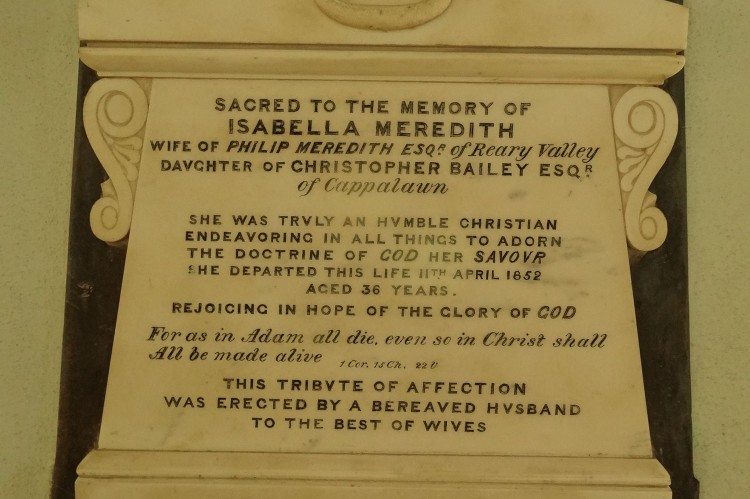 SACRED TO THE MEMORY OF
ISABELLA MEREDITH
WIFE OF PHILIP MEREDITH ESQR of Reary Valley
DAVGHTER OF CHRISTOPHER BAILEY ESQR
of Cappalawn
SHE WAS TRVLY AN HVMBLE CHRISTIAN
ENDEAVORING IN ALL THINGS TO ADORN
THE DOCTRINE OF GOD HER SAVOVR
SHE DEPARTED THIS LIFE 11TH APRIL 1852
AGED 36 YEARS.
REJOICING IN HOPE OF THE GLORY OF GOD
For as in Adam all die, even so in Christ shall
All be made alive 1 Cor. 15 Ch. 22 V
THIS TRIBVTE OF AFFECTION
WAS ERECTED BY A BEREAVED HVSBAND
TO THE BEST OF WIVES